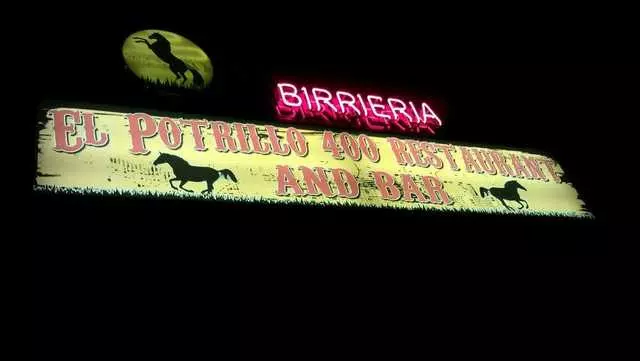 BIRRIERIA
EL POTRILLO 400 RESTAURANT
AND BAR